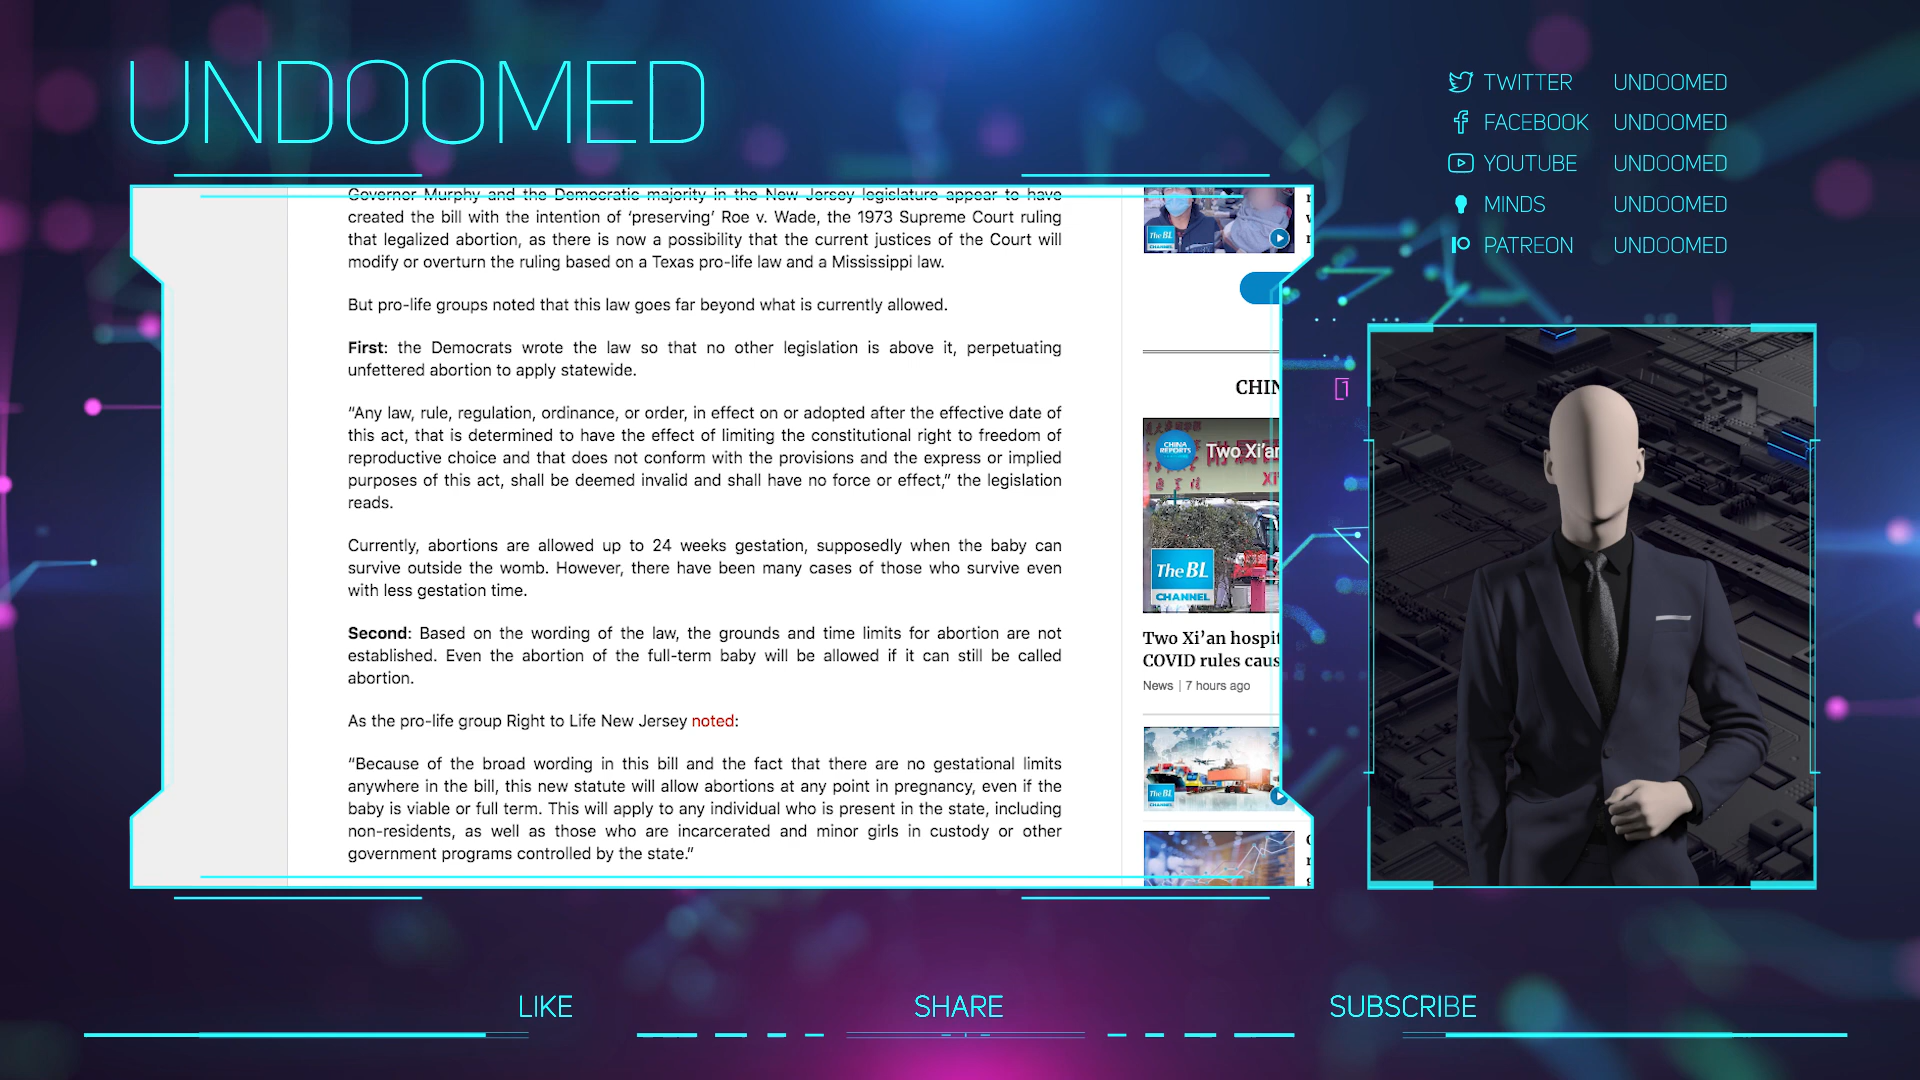 UNDOOMED
TWITTER UNDOOMED
FACEBOOK UNDOOMED
YOUTUBE UNDOOMED
MINDS UNDOOMED
PATREON UNDOOMED
Governor Murphy and the Democratic majority in the New Jersey legislature appear to have
created the bill with the intention of ‘preserving’ Roe v. Wade, the 1973 Supreme Court ruling
that legalized abortion, as there is now a possibility that the current justices of the Court will
modify or overturn the ruling based on a Texas pro-life law and a Mississippi law.
But pro-life groups noted that this law goes far beyond what is currently allowed.
First: the Democrats wrote the law so that no other legislation is above it, perpetuating
unfettered abortion to apply statewide.
“Any law, rule, regulation, ordinance, or order, in effect on or adopted after the effective date of
this act, that is determined to have the effect of limiting the constitutional right to freedom of
reproductive choice and that does not conform with the provisions and the express or implied
purposes of this act, shall be deemed invalid and shall have no force or effect,” the legislation
reads.
Currently, abortions are allowed up to 24 weeks gestation, supposedly when the baby can
survive outside the womb. However, there have been many cases of those who survive even
with less gestation time.
Second: Based on the wording of the law, the grounds and time limits for abortion are not
established. Even the abortion of the full-term baby will be allowed if it can still be called
abortion.
As the pro-life group Right to Life New Jersey noted:
“Because of the broad wording in this bill and the fact that there are no gestational limits
anywhere in the bill, this new statute will allow abortions at any point in pregnancy, even if the
baby is viable or full term. This will apply to any individual who is present in the state, including
non-residents, as well as those who are incarcerated and minor girls in custody or other
government programs controlled by the state.”
The BL
CHANNEL
CHIN
CHINA
REPORTS
Two Xi'an
XI
The BL
CHANNEL
Two Xi’an hospit
COVID rules caus
News | 7 hours ago
The BL
CHANNEL
LIKE
SHARE
SUBSCRIBE